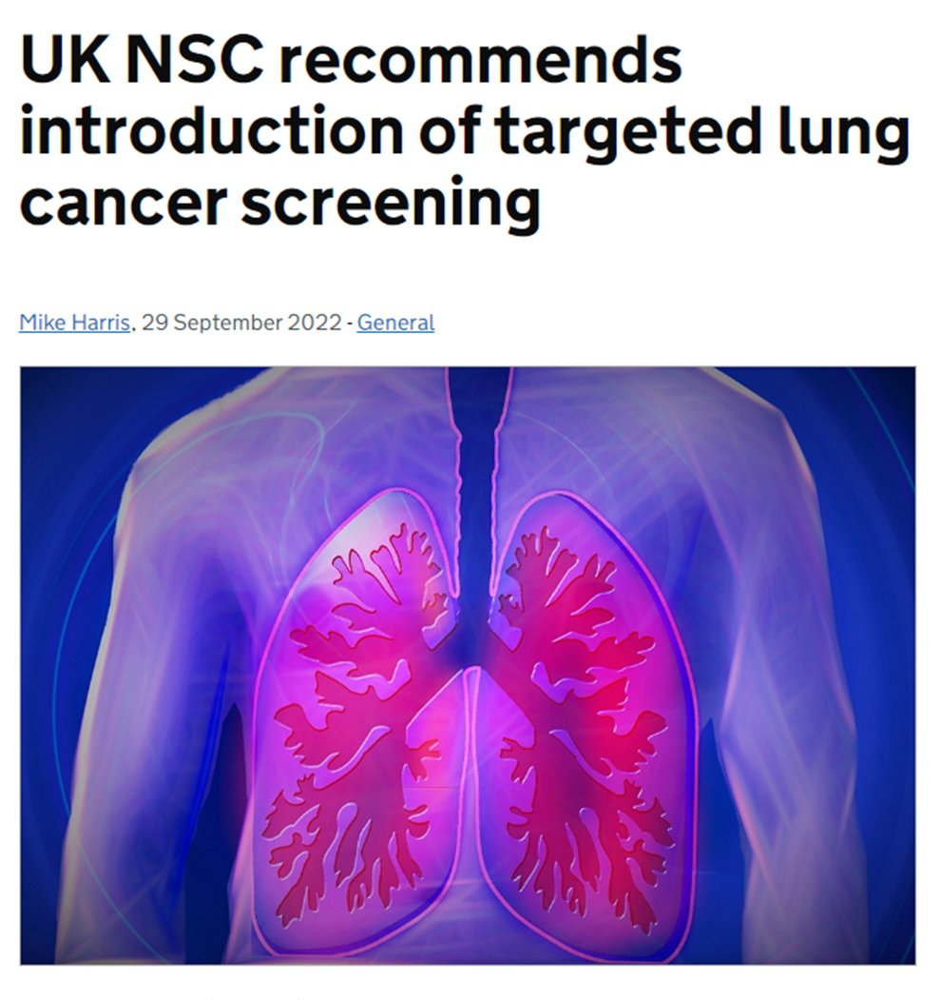 UK NSC recommends
introduction of targeted lung
cancer screening
Mike Harris, 29 September 2022 - General